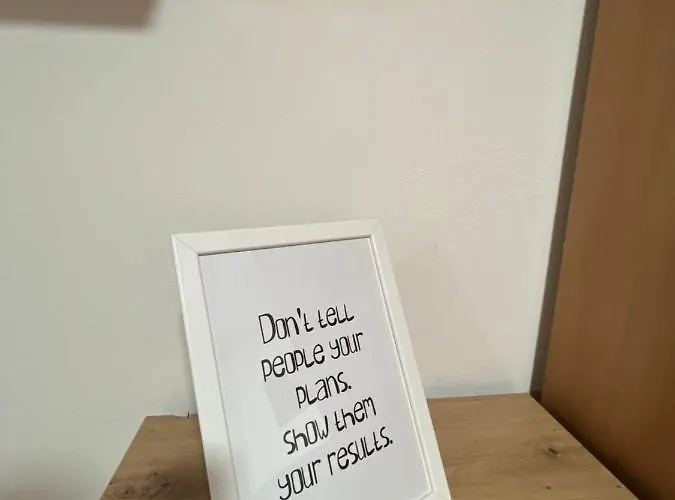 Don't tell
people your
plans.
Show them
your results.